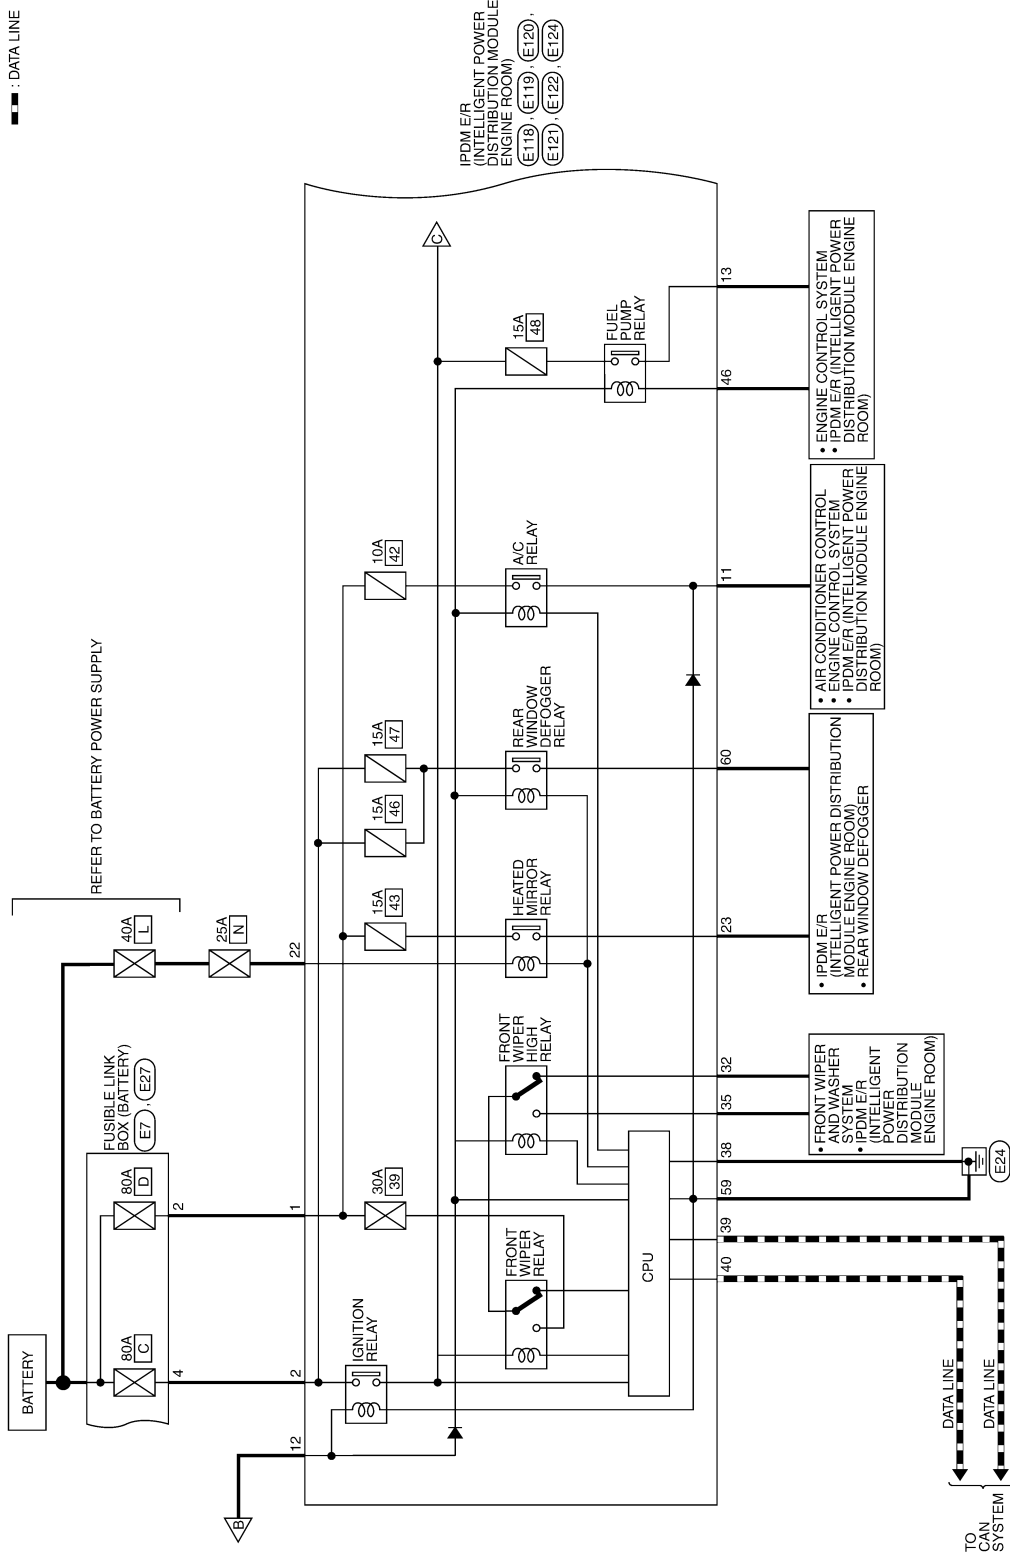 : DATA LINE
IPDM E/R
(INTELLIGENT POWER
DISTRIBUTION MODULE
ENGINE ROOM)
E118 , E119 , E120 ,
E121 , E122 , E124
REFER TO BATTERY POWER SUPPLY
BATTERY
FUSIBLE LINK
BOX (BATTERY)
E7 , E27
80A
C
80A
D
40A
L
25A
N
4
2
B
12
2
1
22
IGNITION
RELAY
30A
39
15A
43
15A
46
15A
47
10A
42
C
FRONT
WIPER
RELAY
FRONT
WIPER
HIGH
RELAY
HEATED
MIRROR
RELAY
REAR
WINDOW
DEFOGGER
RELAY
A/C
RELAY
15A
48
FUEL
PUMP
RELAY
CPU
40
39
59
38
35
32
23
60
11
46
13
DATA LINE
DATA LINE
TO
CAN
SYSTEM
E24
• FRONT WIPER
AND WASHER
SYSTEM
• IPDM E/R
(INTELLIGENT
POWER
DISTRIBUTION
MODULE
ENGINE ROOM)
• IPDM E/R
(INTELLIGENT POWER DISTRIBUTION
MODULE ENGINE ROOM)
• REAR WINDOW DEFOGGER
• AIR CONDITIONER CONTROL
• ENGINE CONTROL SYSTEM
• IPDM E/R (INTELLIGENT POWER
DISTRIBUTION MODULE ENGINE
ROOM)
• ENGINE CONTROL SYSTEM
• IPDM E/R (INTELLIGENT POWER
DISTRIBUTION MODULE ENGINE
ROOM)